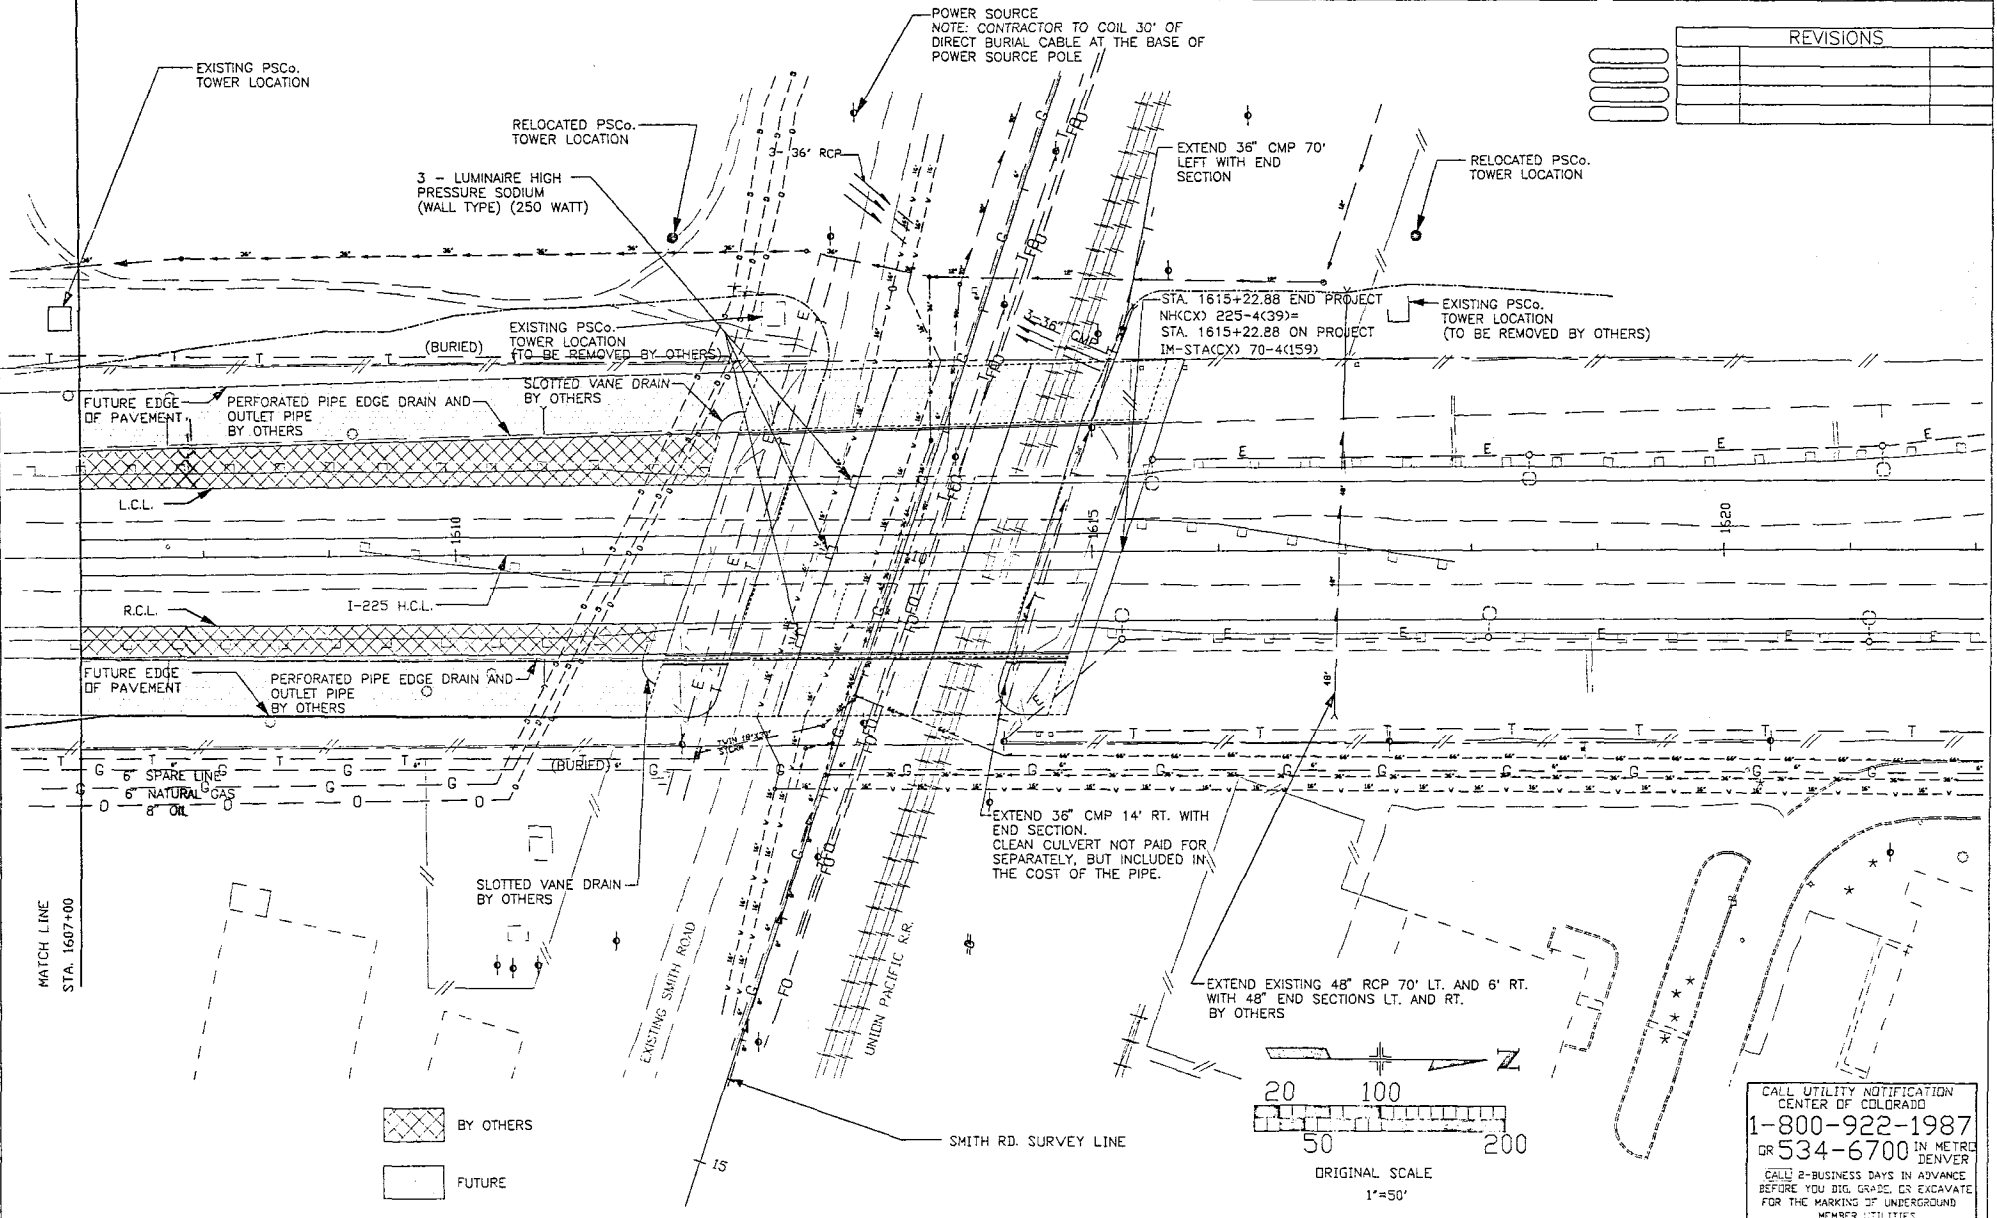 POWER SOURCE
NOTE: CONTRACTOR TO COIL 30' OF
DIRECT BURIAL CABLE AT THE BASE OF
POWER SOURCE POLE
REVISIONS
EXISTING PSCo.
TOWER LOCATION
RELOCATED PSCo.
TOWER LOCATION
3- 36" RCP
EXTEND 36" CMP 70'
LEFT WITH END
SECTION
RELOCATED PSCo.
TOWER LOCATION
3 - LUMINAIRE HIGH
PRESSURE SODIUM
(WALL TYPE) (250 WATT)
STA. 1615+22.88 END PROJECT
NH(CX) 225-4(39)=
STA. 1615+22.88 ON PROJECT
IM-STA(CX) 70-4(159)
EXISTING PSCo.
TOWER LOCATION
(TO BE REMOVED BY OTHERS)
3-36"
CMP
EXISTING PSCo.
TOWER LOCATION
(TO BE REMOVED BY OTHERS)
(BURIED)
SLOTTED VANE DRAIN
BY OTHERS
FUTURE EDGE
OF PAVEMENT
PERFORATED PIPE EDGE DRAIN AND
OUTLET PIPE
BY OTHERS
L.C.L.
1610
1615
1620
R.C.L.
I-225 H.C.L.
FUTURE EDGE
OF PAVEMENT
PERFORATED PIPE EDGE DRAIN AND
OUTLET PIPE
BY OTHERS
48"
(BURIED)
6" SPARE LINE
6" NATURAL GAS
8" OIL
EXTEND 36" CMP 14' RT. WITH
END SECTION.
CLEAN CULVERT NOT PAID FOR
SEPARATELY, BUT INCLUDED IN
THE COST OF THE PIPE.
SLOTTED VANE DRAIN
BY OTHERS
MATCH LINE
STA. 1607+00
EXISTING SMITH ROAD
UNION PACIFIC R.R.
EXTEND EXISTING 48" RCP 70' LT. AND 6' RT.
WITH 48" END SECTIONS LT. AND RT.
BY OTHERS
Z
20 100
50 200
ORIGINAL SCALE
1"=50'
BY OTHERS
FUTURE
SMITH RD. SURVEY LINE
15
CALL UTILITY NOTIFICATION
CENTER OF COLORADO
1-800-922-1987
OR 534-6700 IN METRO
DENVER
CALL 2-BUSINESS DAYS IN ADVANCE
BEFORE YOU DIG, GRADE, OR EXCAVATE
FOR THE MARKING OF UNDERGROUND
MEMBER UTILITIES